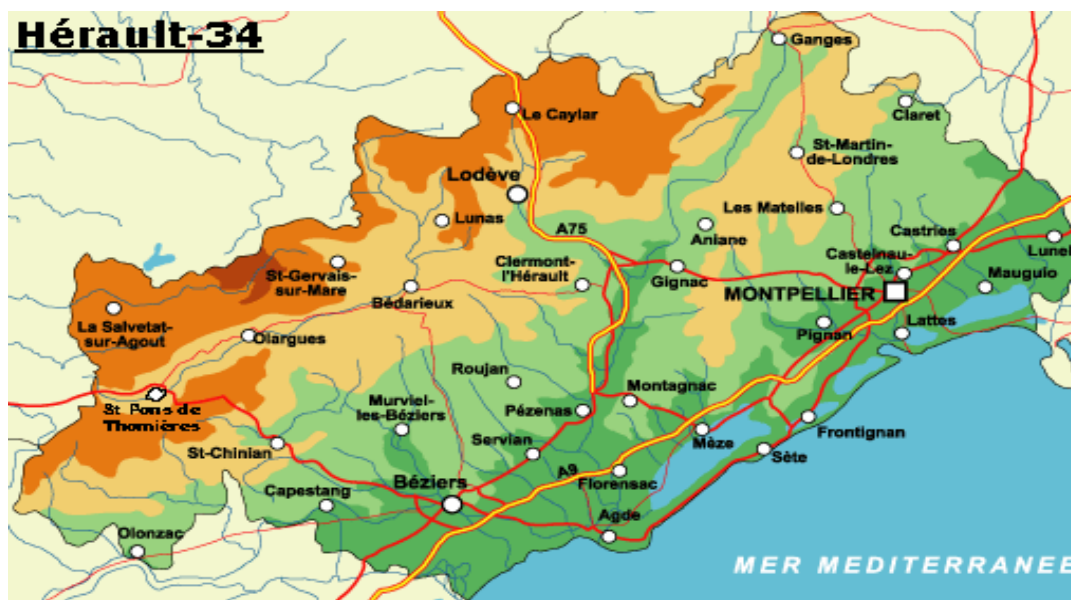 Hérault-34
Ganges
Le Caylar
Claret
St-Martin-
de-Londres
Lodève
Lunas
Les Matelles
A75
Aniane
Castries
Lunel
St-Gervais-
sur-Mare
Clermont-
l'Hérault
Gignac
Castelnau-
le-Lez
Mauguio
Bédarieux
MONTPELLIER
La Salvetat-
sur-Agout
Olargues
Pignan
Lattes
Roujan
Montagnac
St Pons de
Thomières
Murviel-
les-Béziers
Pézenas
St-Chinian
Servian
Mèze
Frontignan
Sète
A9
Florensac
Béziers
Capestang
Agde
Olonzac
MER MEDITERRANEE